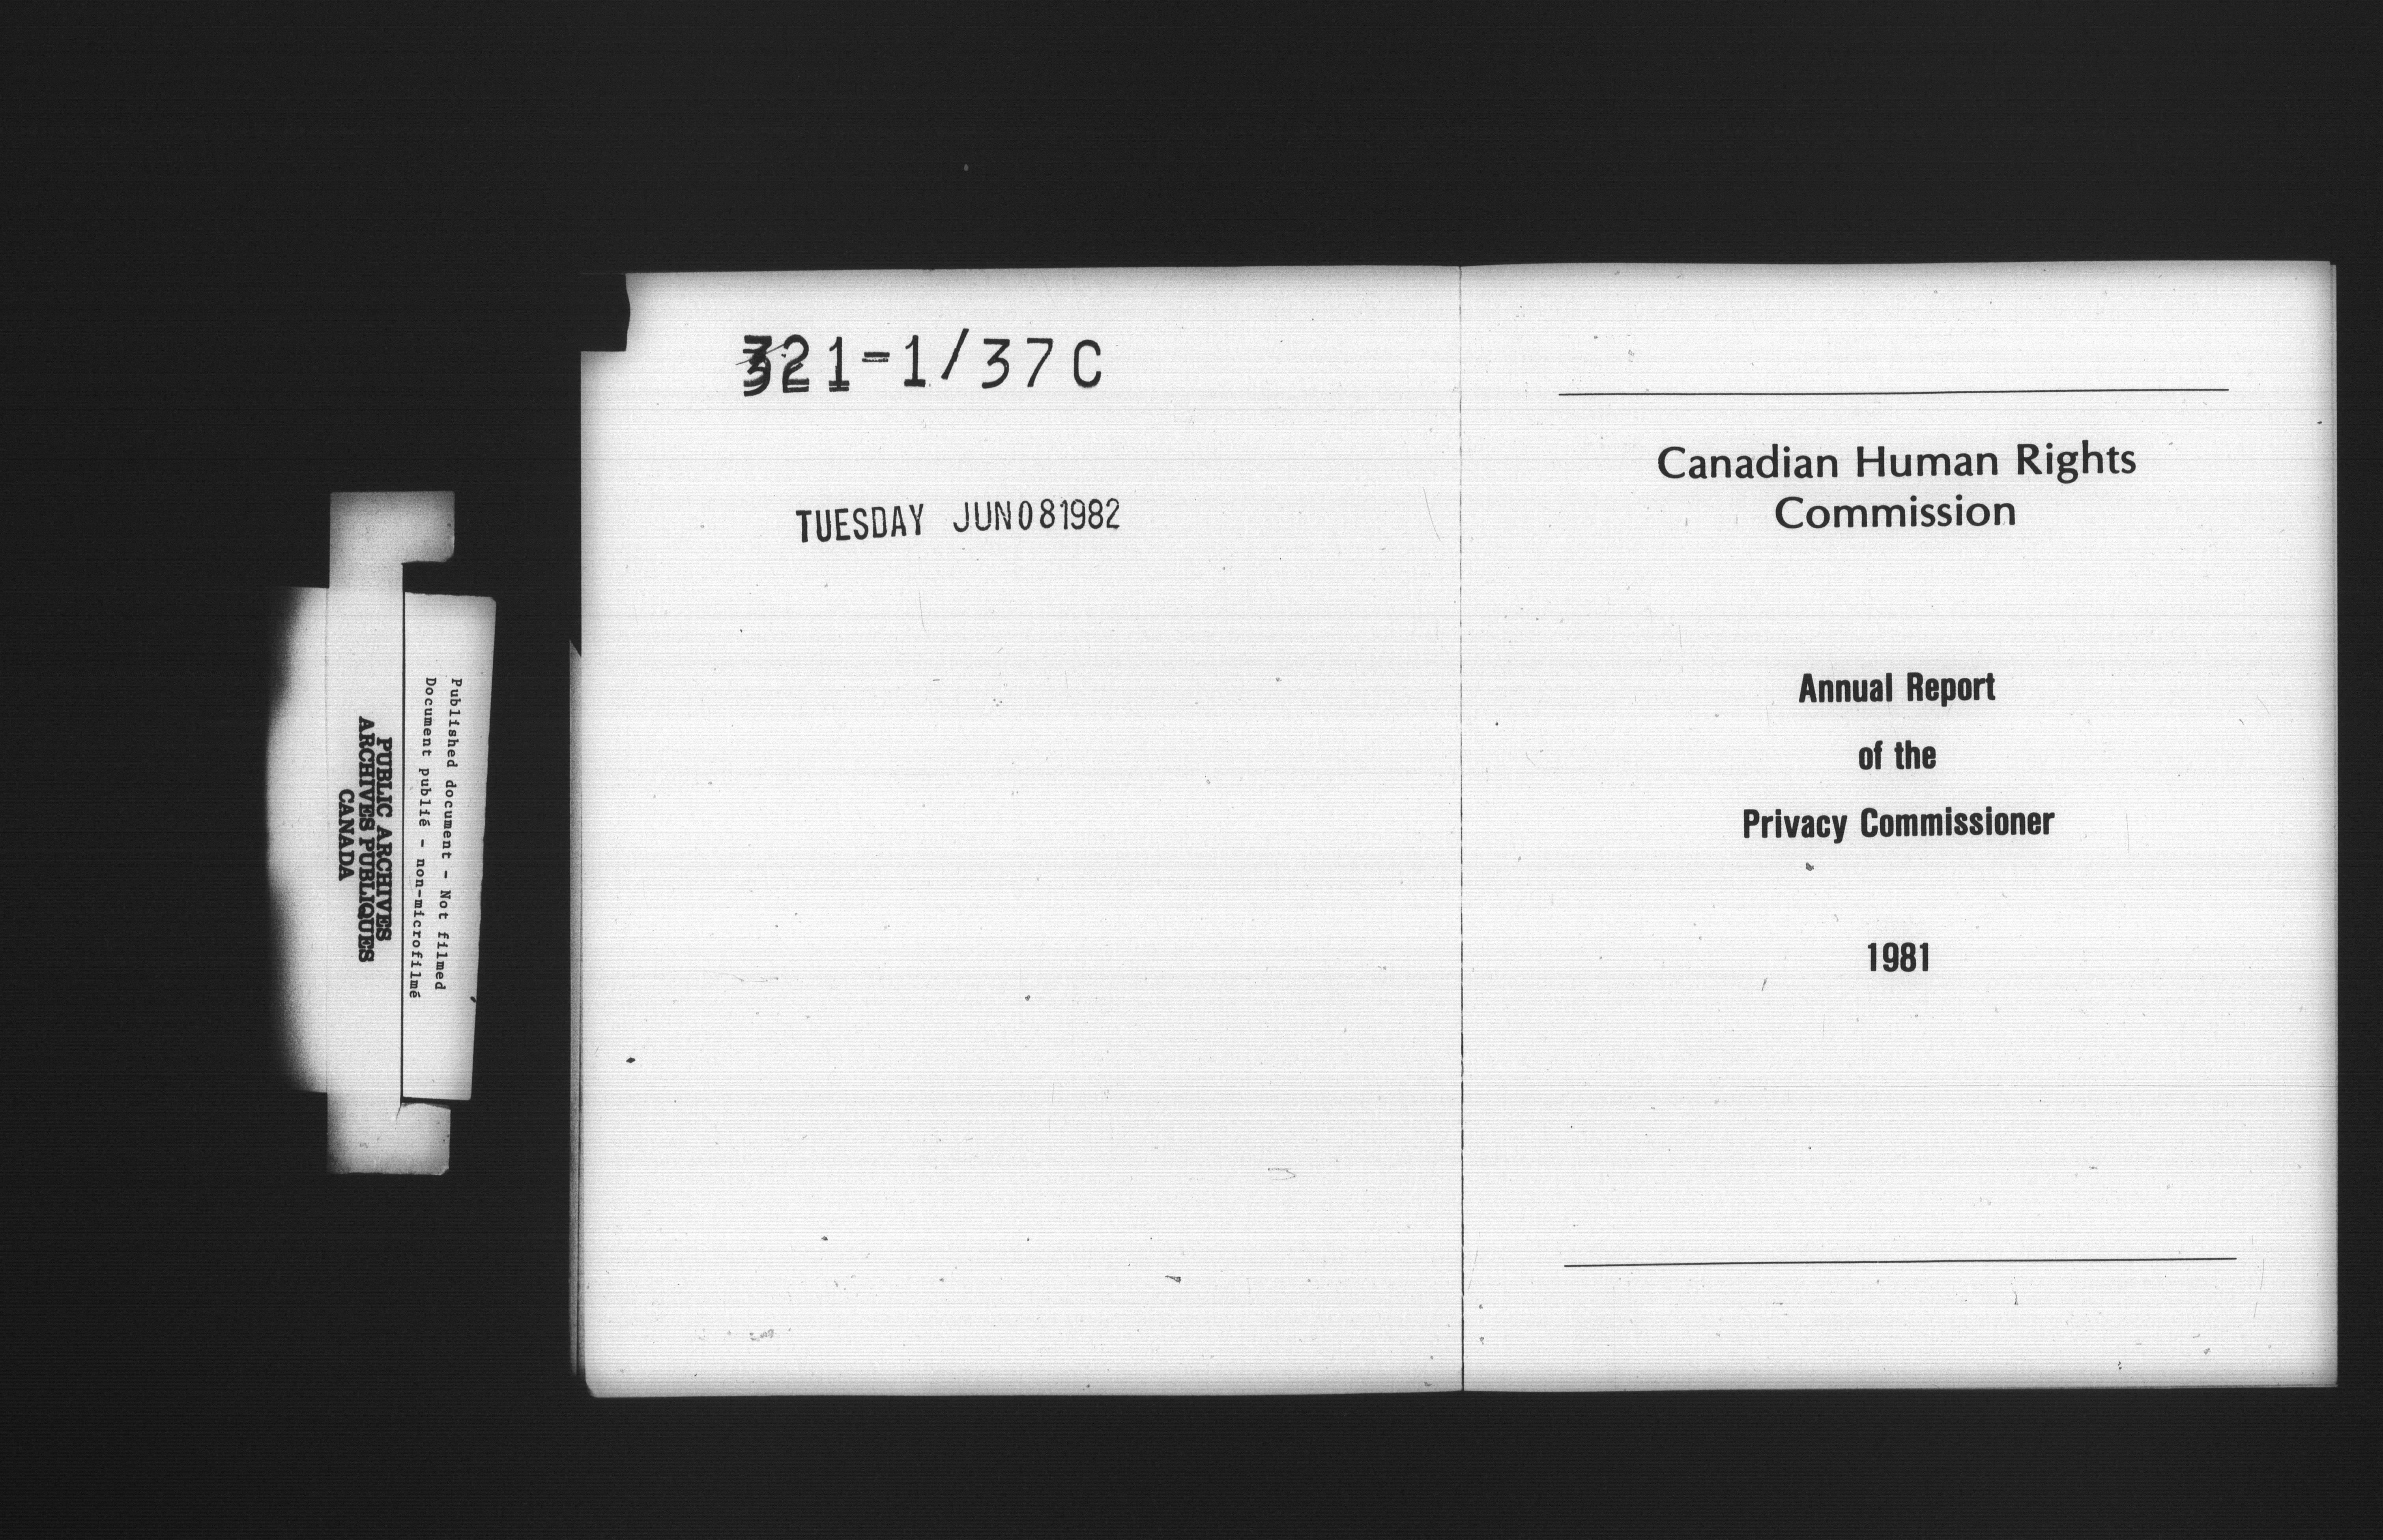 321-1/37C
TUESDAY JUN 08 1982
Canadian Human Rights
Commission
Annual Report
of the
Privacy Commissioner
1981
Published document - Not filmed
Document publié - non-microfilmé
PUBLIC ARCHIVES
ARCHIVES PUBLIQUES
CANADA